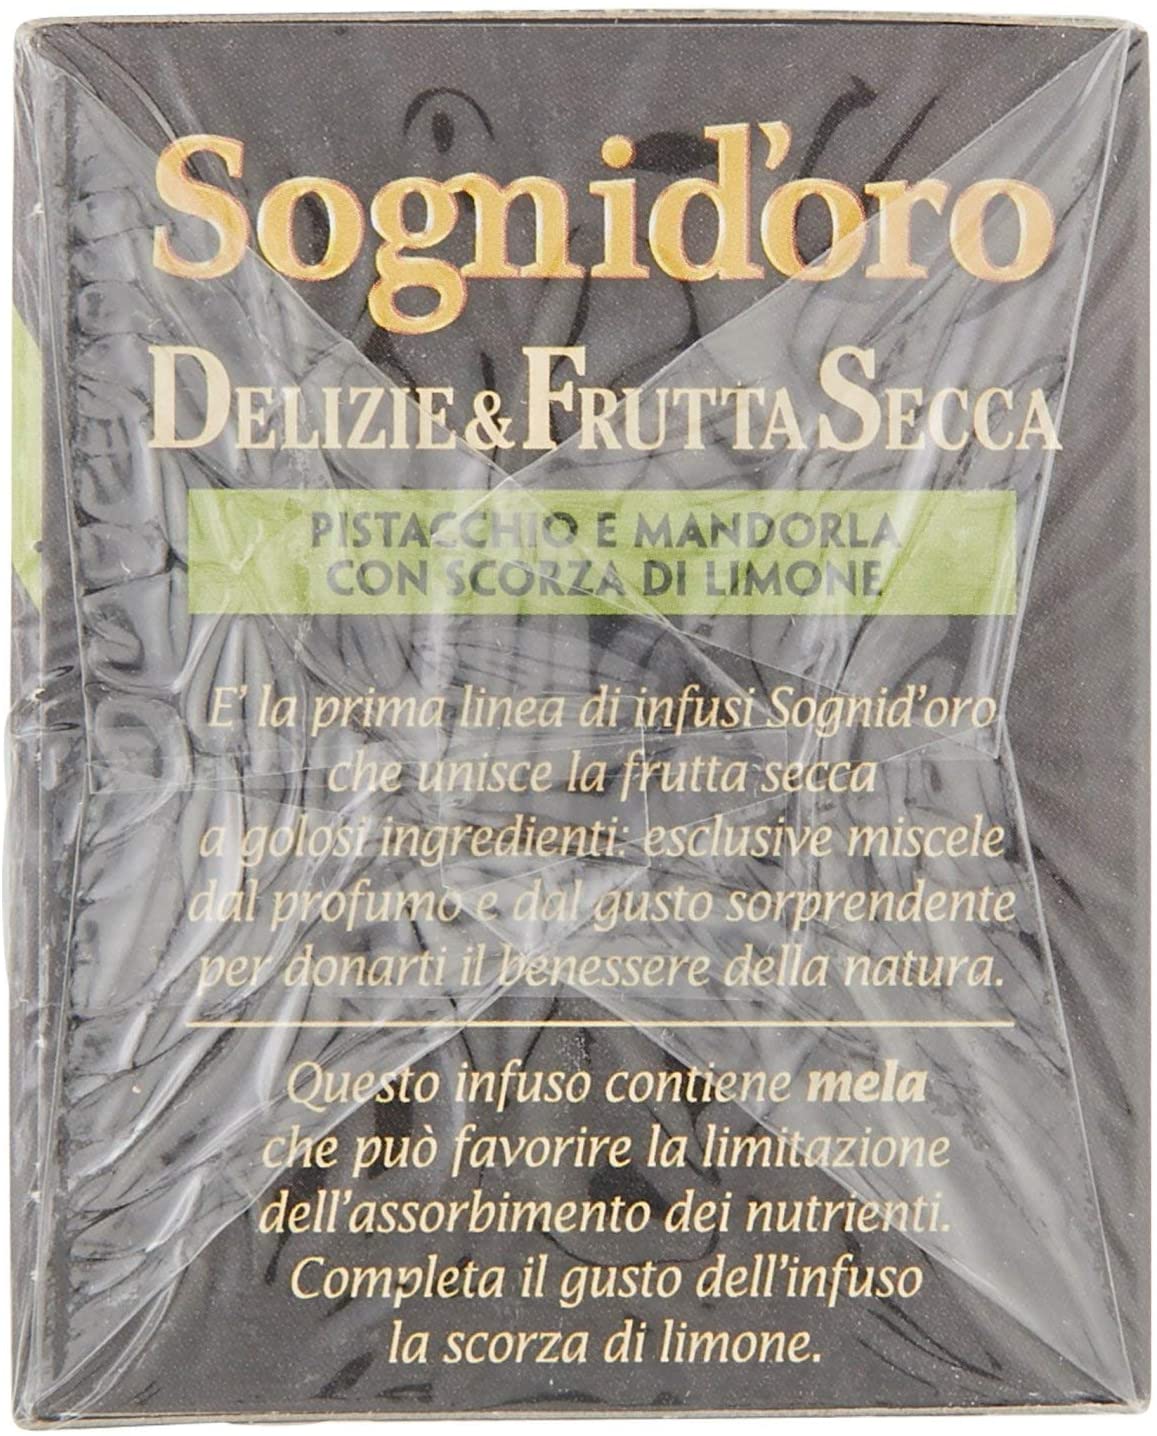 Sognid'oro
DELIZIE & FRUTTA SECCA
PISTACCHIO E MANDORLA
CON SCORZA DI LIMONE
E' la prima linea di infusi Sognid'oro
che unisce la frutta secca
a golosi ingredienti: esclusive miscele
dal profumo e dal gusto sorprendente
per donarti il benessere della natura.
Questo infuso contiene mela
che può favorire la limitazione
dell'assorbimento dei nutrienti.
Completa il gusto dell'infuso
la scorza di limone.